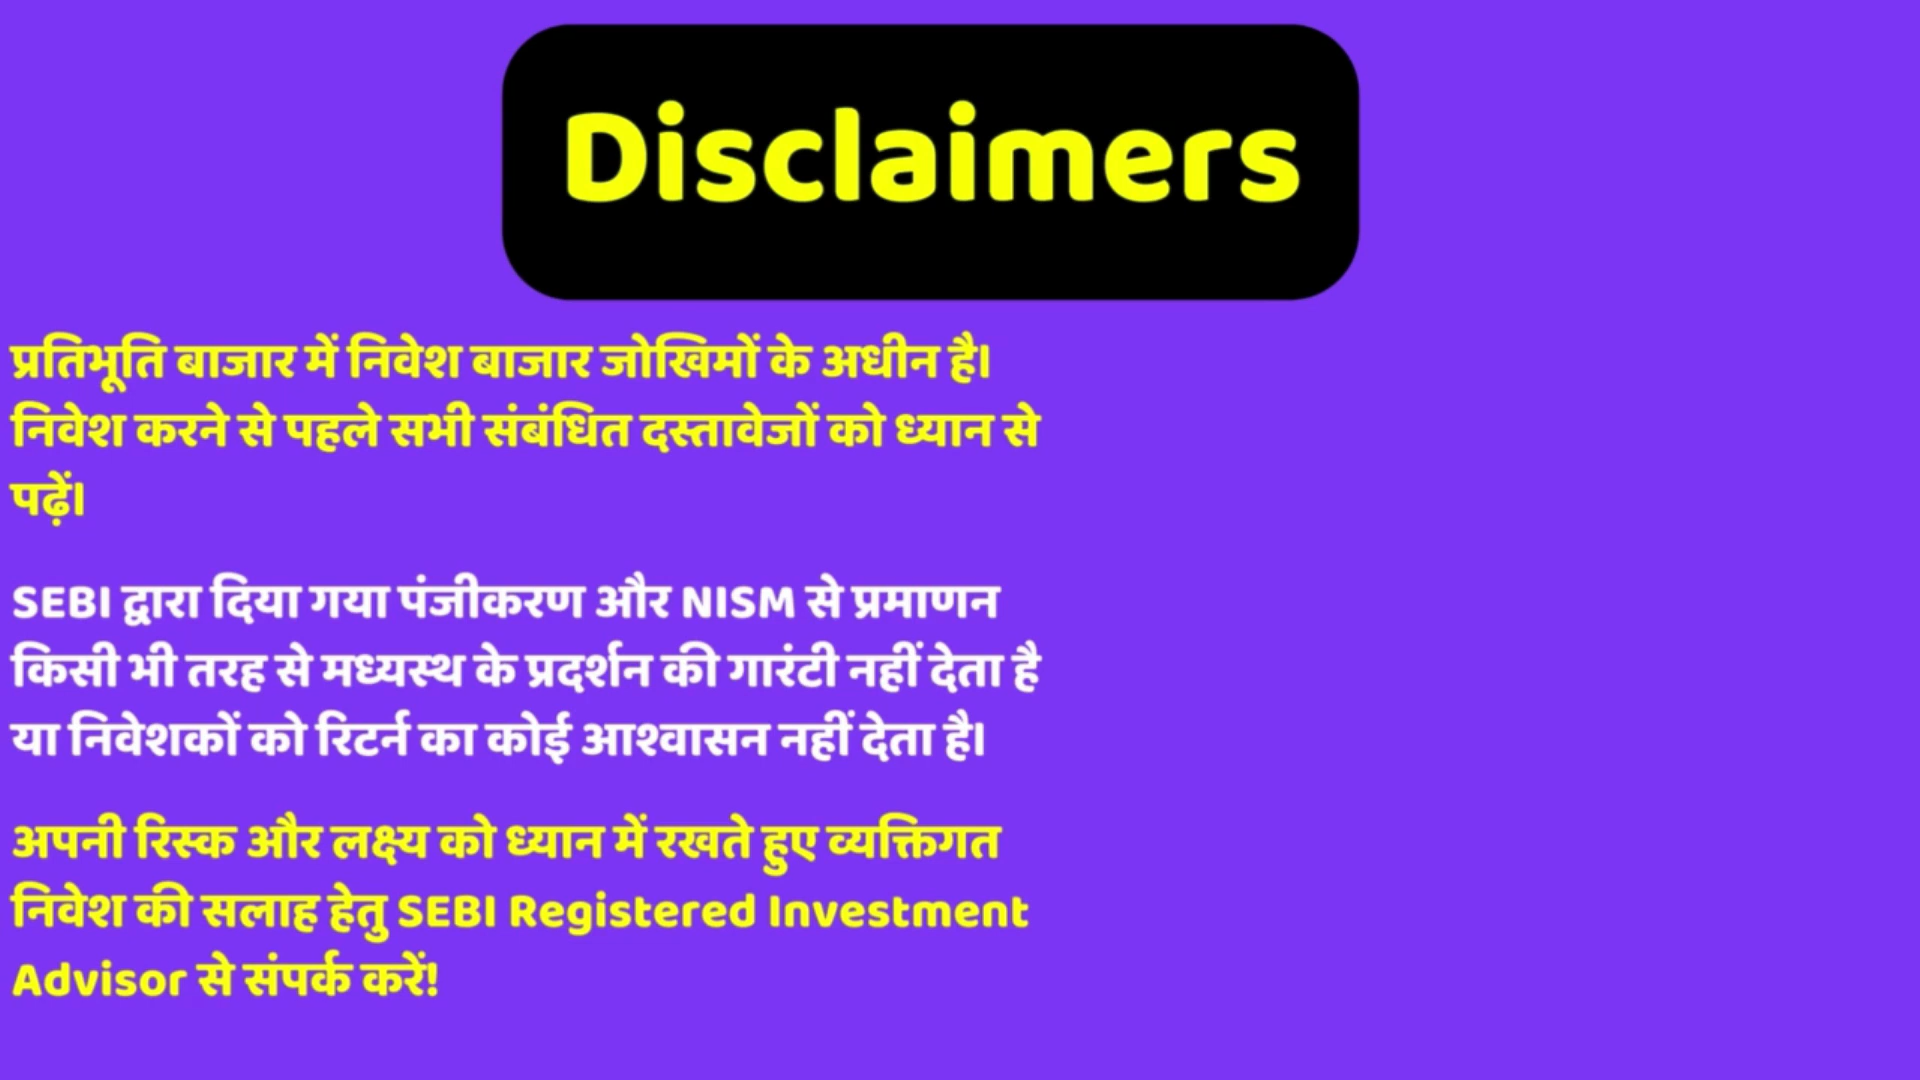 Disclaimers
प्रतिभूति बाजार में निवेश बाजार जोखिमों के अधीन है।
निवेश करने से पहले सभी संबंधित दस्तावेजों को ध्यान से
पढ़ें।
SEBI द्वारा दिया गया पंजीकरण और NISM से प्रमाणन
किसी भी तरह से मध्यस्थ के प्रदर्शन की गारंटी नहीं देता है
या निवेशकों को रिटर्न का कोई आश्वासन नहीं देता है।
अपनी रिस्क और लक्ष्य को ध्यान में रखते हुए व्यक्तिगत
निवेश की सलाह हेतु SEBI Registered Investment
Advisor से संपर्क करें!